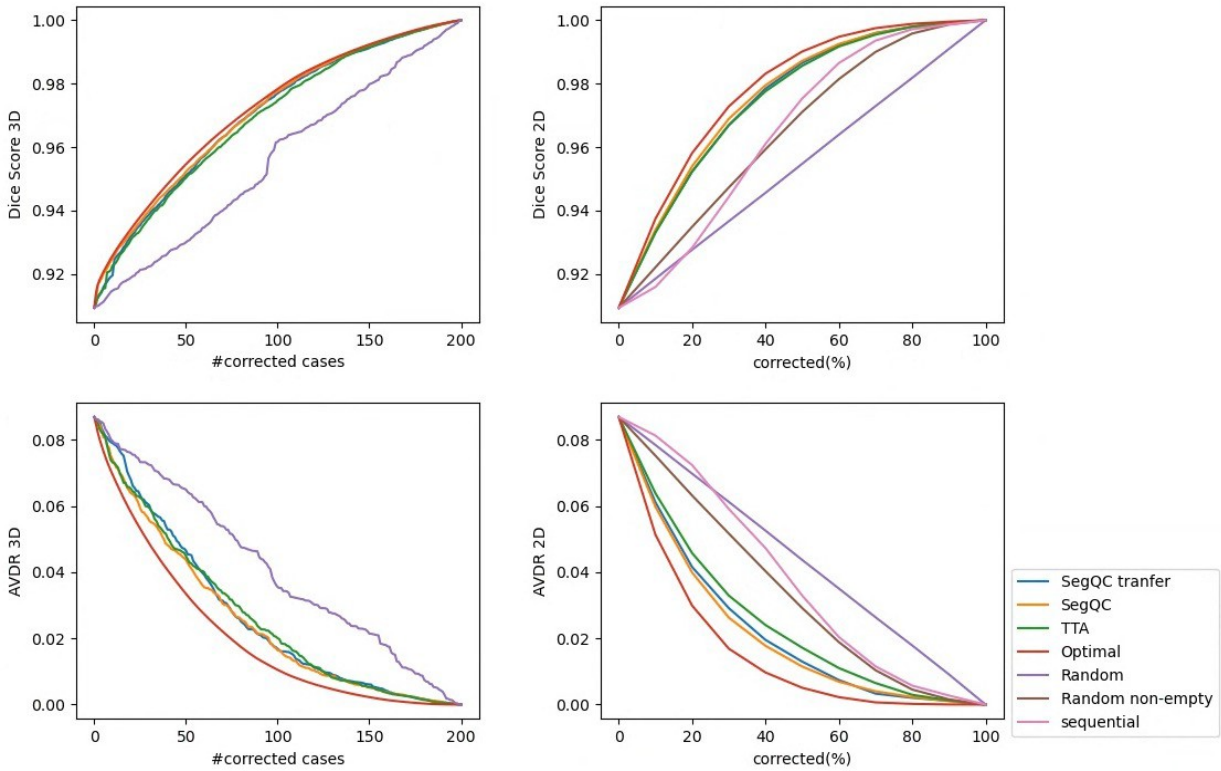 1.00
0.98
0.96
0.94
0.92
Dice Score 3D
0
50
100
150
200
#corrected cases
1.00
0.98
0.96
0.94
0.92
Dice Score 2D
0
20
40
60
80
100
corrected(%)
0.08
0.06
0.04
0.02
0.00
AVDR 3D
0
50
100
150
200
#corrected cases
0.08
0.06
0.04
0.02
0.00
AVDR 2D
0
20
40
60
80
100
corrected(%)
SegQC tranfer
SegQC
TTA
Optimal
Random
Random non-empty
sequential